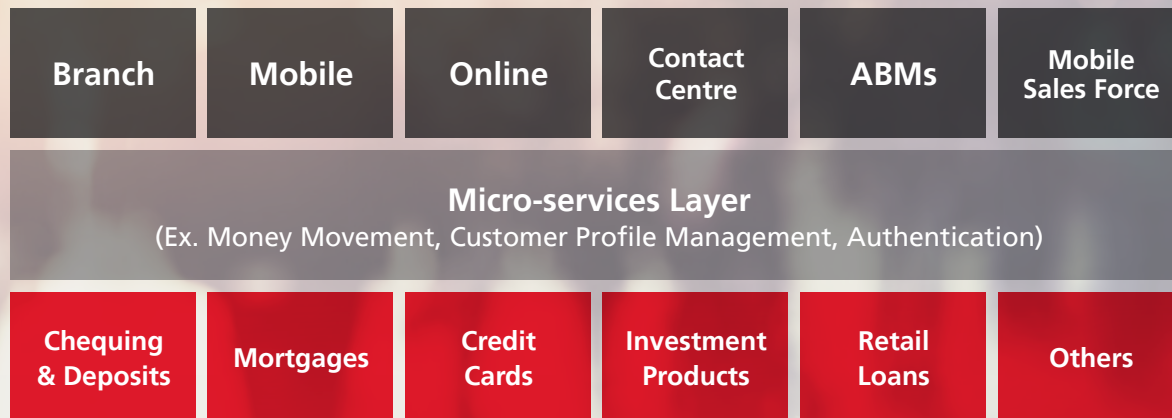 Branch
Mobile
Online
Contact
Centre
ABMs
Mobile
Sales Force
Micro-services Layer
(Ex. Money Movement, Customer Profile Management, Authentication)
Chequing
& Deposits
Mortgages
Credit
Cards
Investment
Products
Retail
Loans
Others